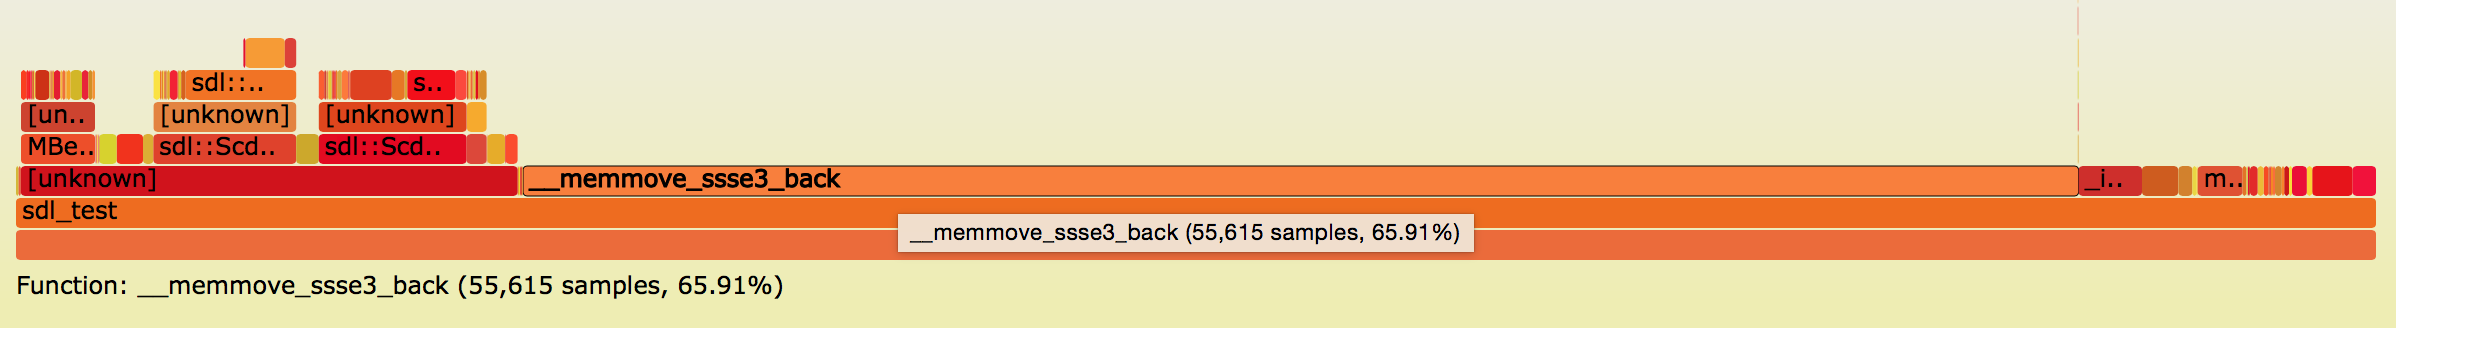 sdl::..
s..
[un..
[unknown]
[unknown]
MBe..
sdl::Scd..
sdl::Scd..
[unknown]
__memmove_ssse3_back
_i..
m..
sdl_test
__memmove_ssse3_back (55,615 samples, 65.91%)
Function: __memmove_ssse3_back (55,615 samples, 65.91%)